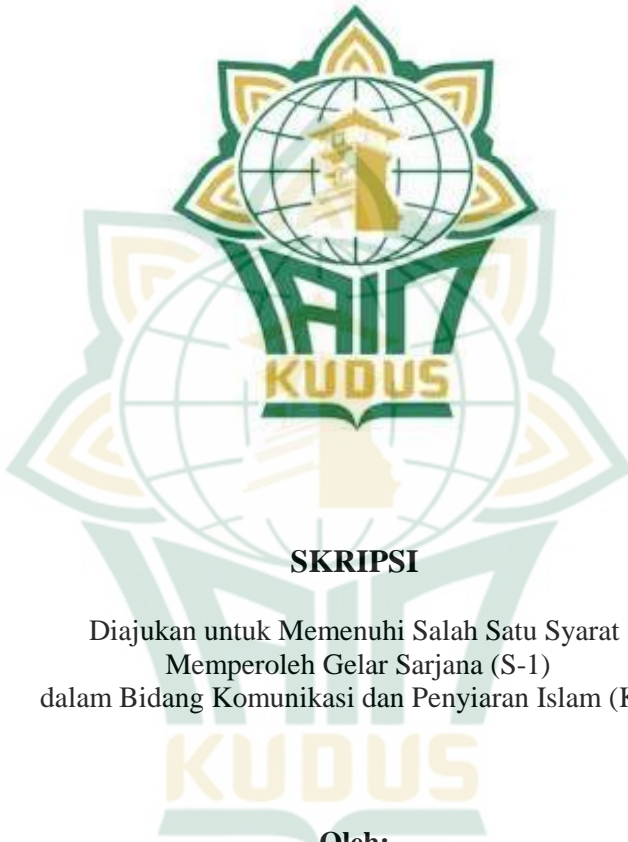 IAIN
KUDUS
SKRIPSI
Diajukan untuk Memenuhi Salah Satu Syarat
Memperoleh Gelar Sarjana (S-1)
dalam Bidang Komunikasi dan Penyiaran Islam (K
KUDUS
Oleh: